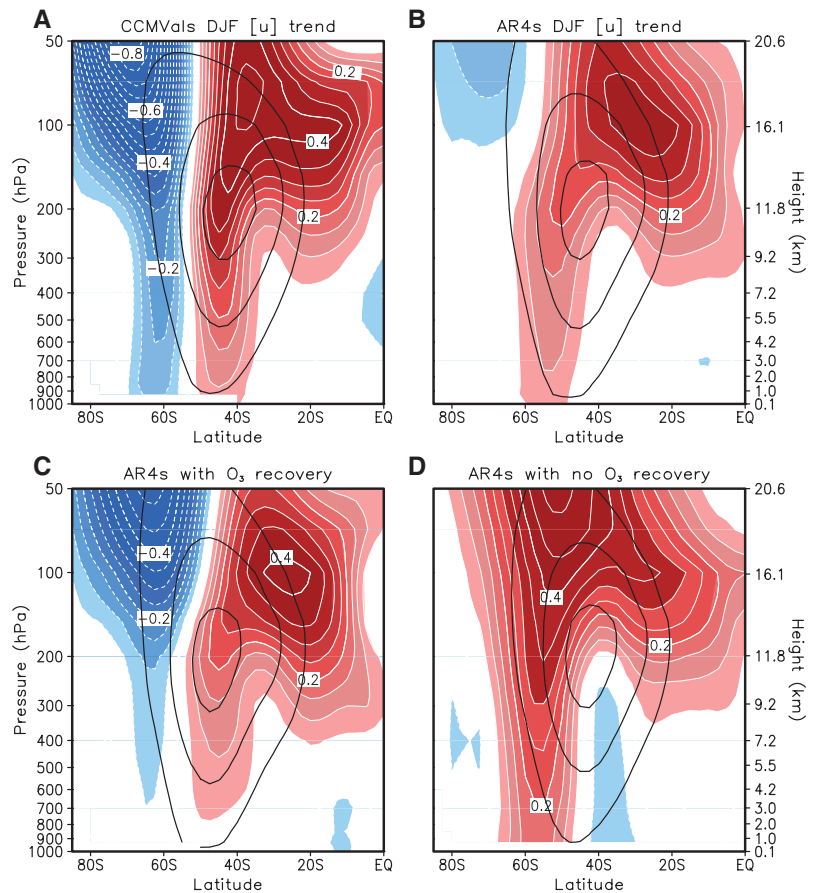 A
CCMVals DJF [u] trend
50
100
200
300
400
500
600
700
800
900
1000
Pressure (hPa)
−0.8
−0.6
−0.4
−0.2
0.2
0.4
0.2
80S 60S 40S 20S EQ
Latitude
B
AR4s DJF [u] trend
0.2
20.6
16.1
11.8
9.2
7.2
5.5
4.2
3.0
2.0
1.0
0.1
Height (km)
80S 60S 40S 20S EQ
Latitude
C
AR4s with O₃ recovery
50
100
200
300
400
500
600
700
800
900
1000
Pressure (hPa)
−0.4
−0.2
0.4
0.2
80S 60S 40S 20S EQ
Latitude
D
AR4s with no O₃ recovery
0.4
0.2
0.2
20.6
16.1
11.8
9.2
7.2
5.5
4.2
3.0
2.0
1.0
0.1
Height (km)
80S 60S 40S 20S EQ
Latitude